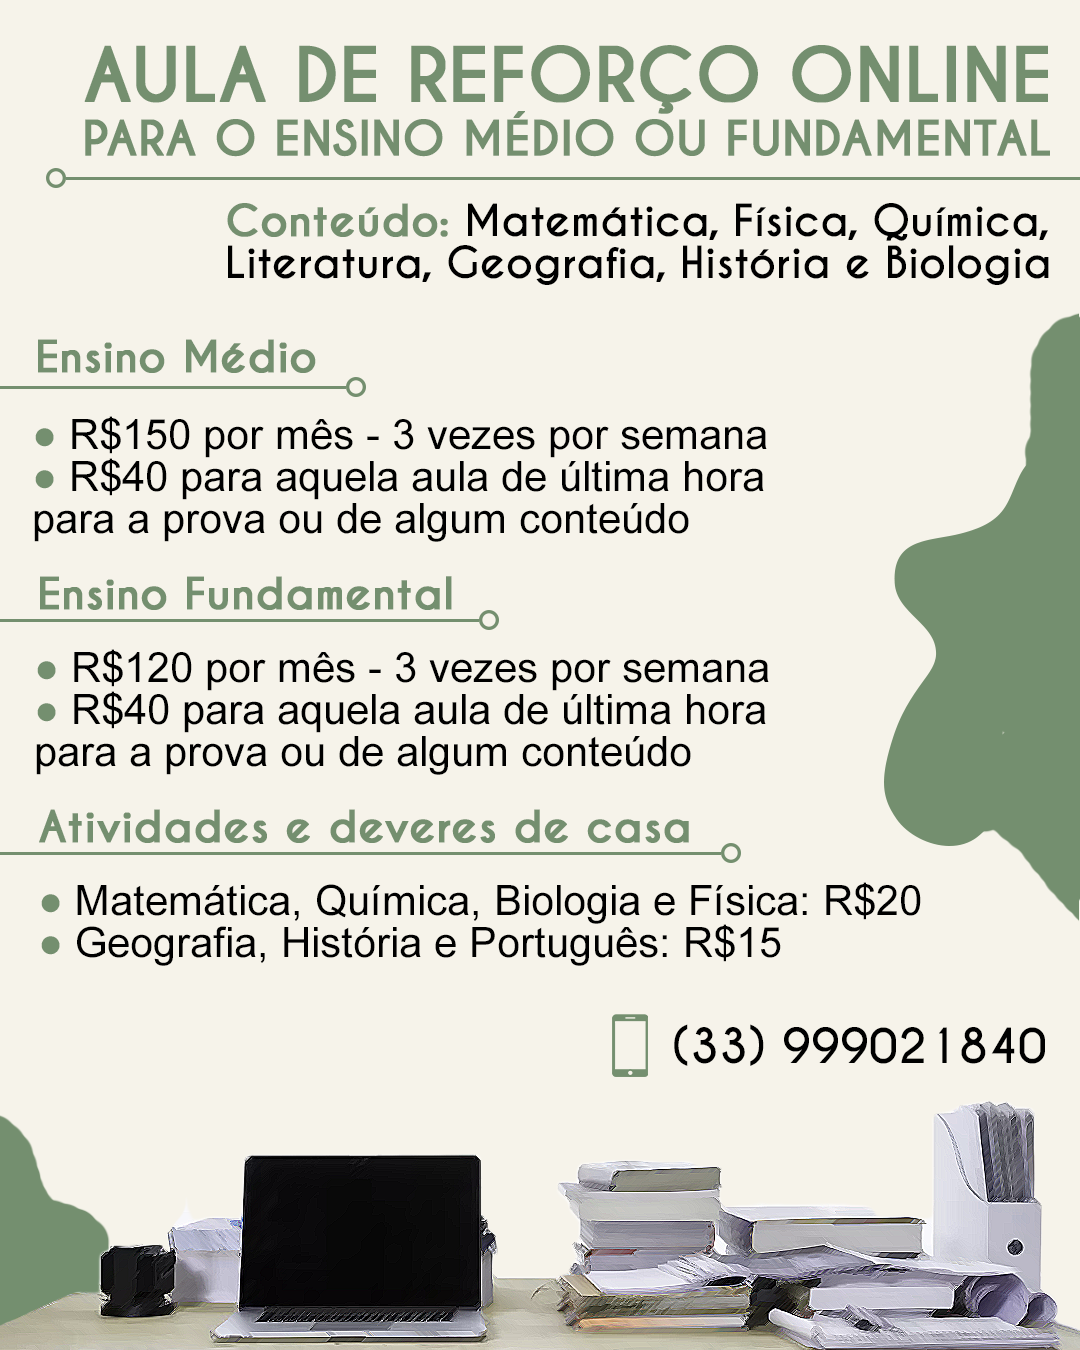 AULA DE REFORÇO ONLINE
PARA O ENSINO MÉDIO OU FUNDAMENTAL
Conteúdo: Matemática, Física, Química,
Literatura, Geografia, História e Biologia
Ensino Médio
● R$150 por mês - 3 vezes por semana
● R$40 para aquela aula de última hora
para a prova ou de algum conteúdo
Ensino Fundamental
● R$120 por mês - 3 vezes por semana
● R$40 para aquela aula de última hora
para a prova ou de algum conteúdo
Atividades e deveres de casa
● Matemática, Química, Biologia e Física: R$20
● Geografia, História e Português: R$15
(33) 999021840